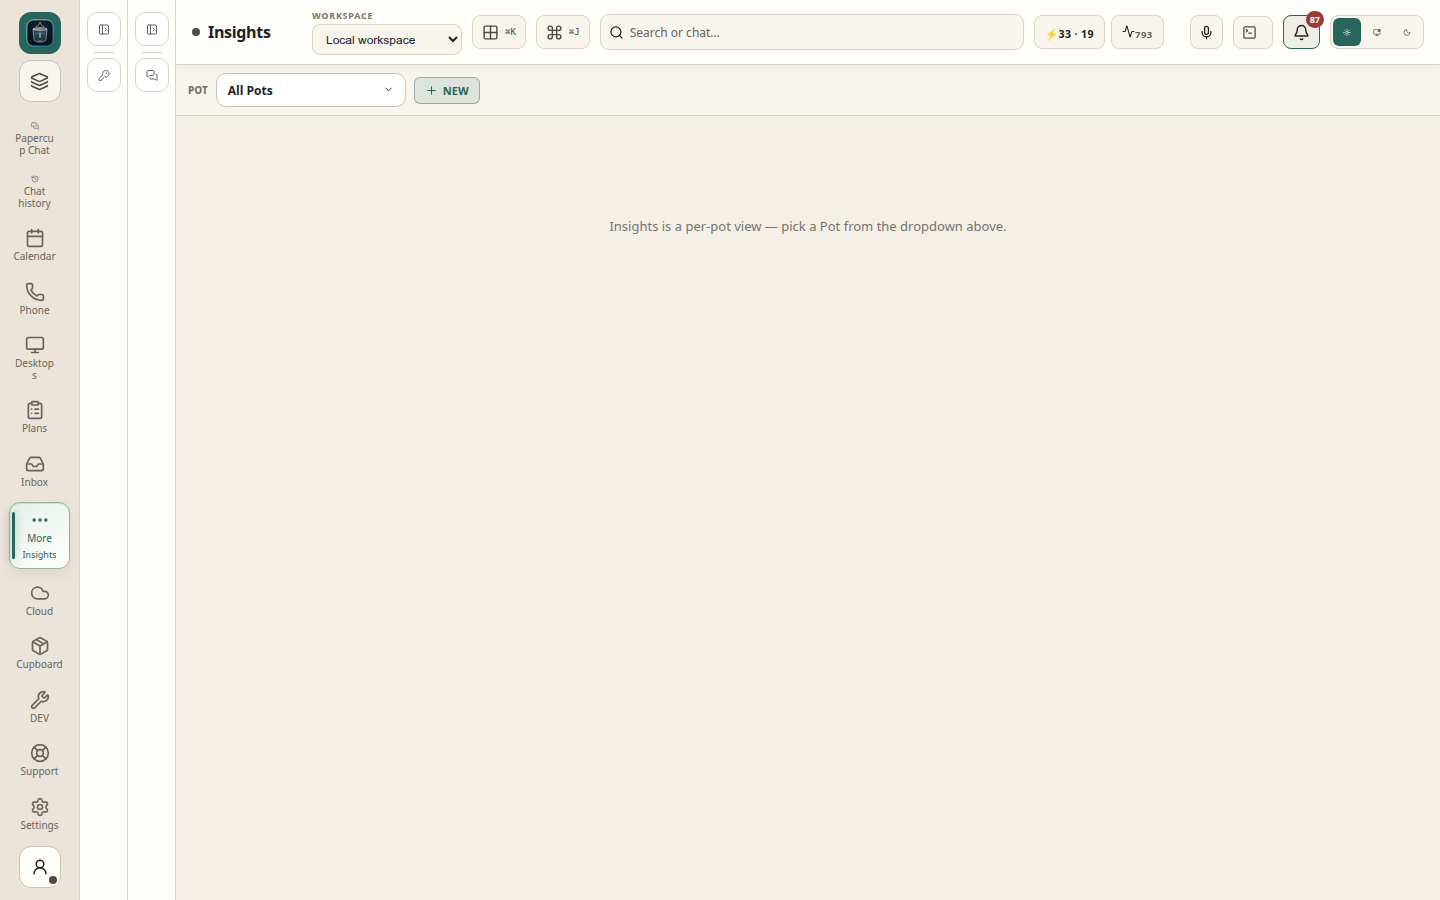 Papercu
p Chat
Chat
history
Calendar
Phone
Desktop
s
Plans
Inbox
More
Insights
Cloud
Cupboard
DEV
Support
Settings
Insights
WORKSPACE
Local workspace
⌘K
⌘J
Search or chat...
⚡33 · 19
793
87
POT
All Pots
+ NEW
Insights is a per-pot view — pick a Pot from the dropdown above.